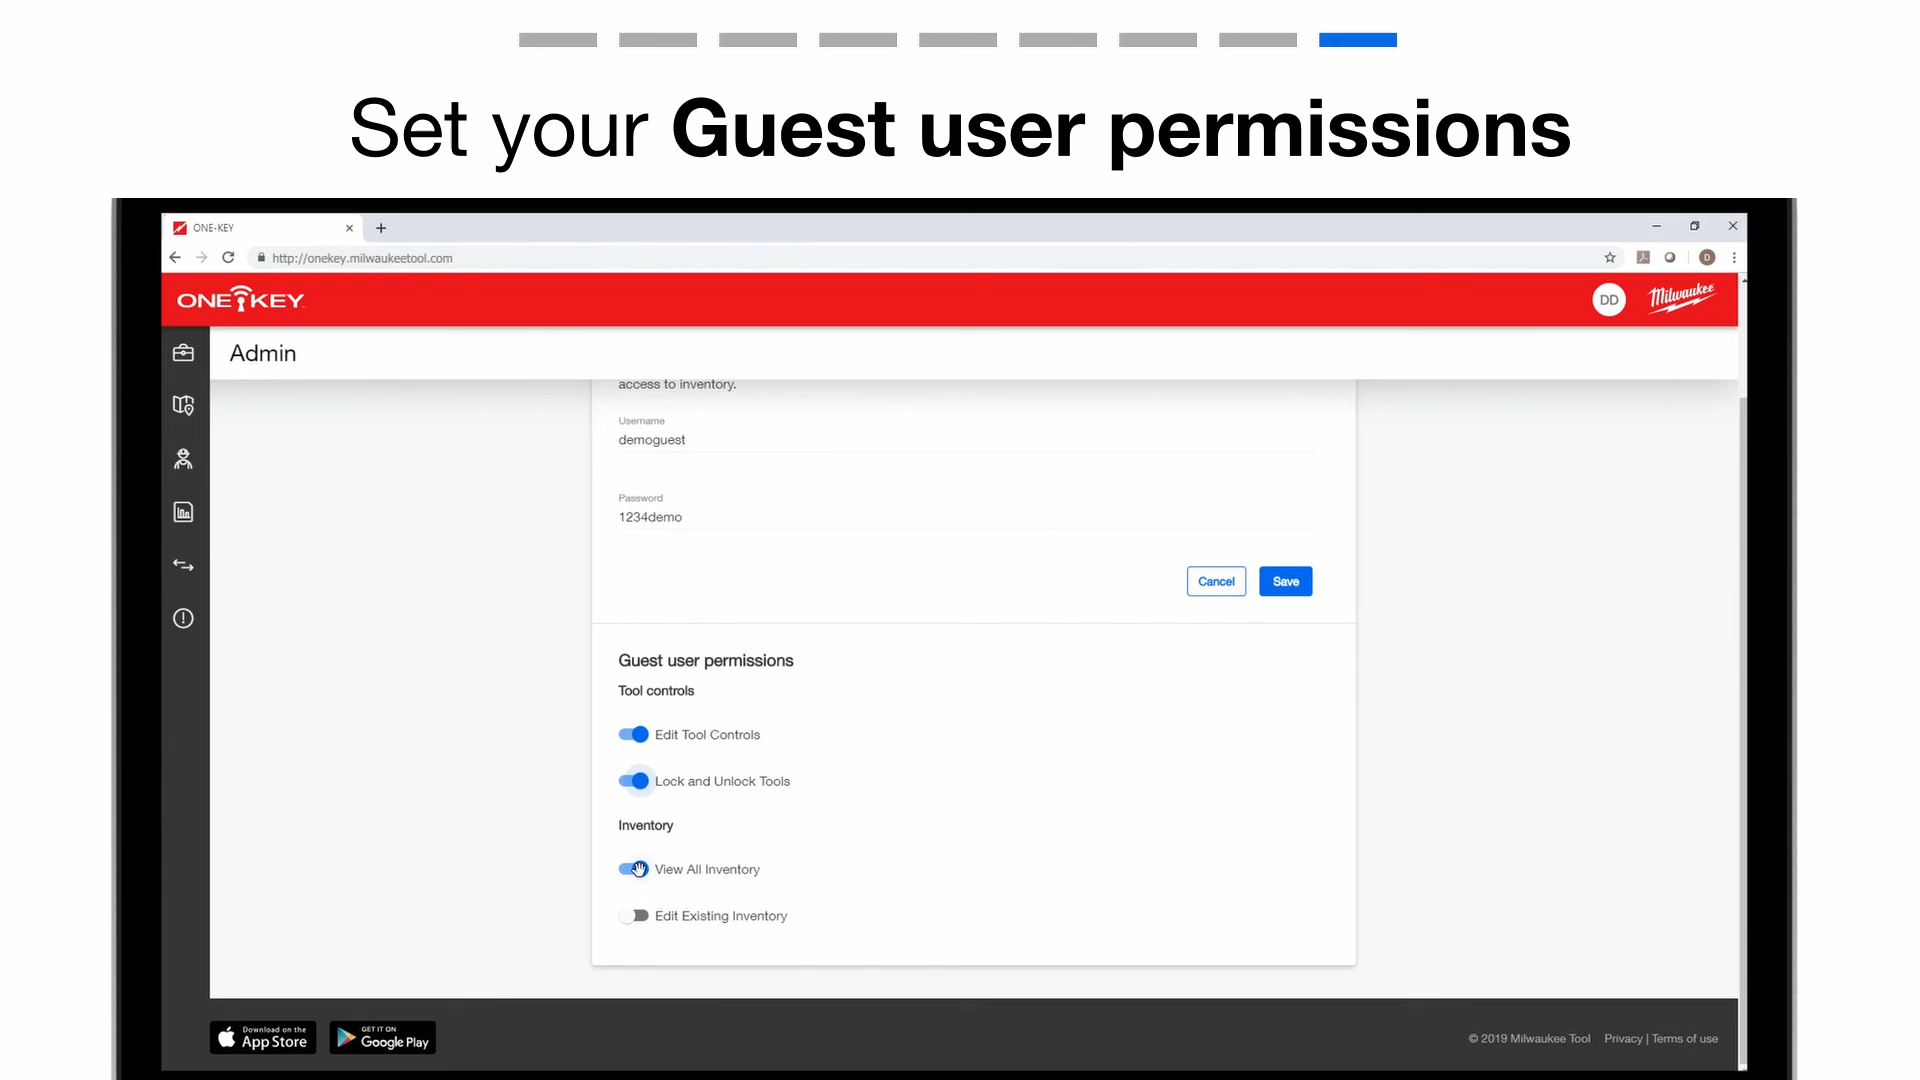 Set your Guest user permissions
ONE-KEY
http://onekey.milwaukeetool.com
D
ONE KEY
DD
Milwaukee
Admin
access to inventory.
Username
demoguest
Password
1234demo
Cancel
Save
Guest user permissions
Tool controls
Edit Tool Controls
Lock and Unlock Tools
Inventory
View All Inventory
Edit Existing Inventory
Download on the
App Store
GET IT ON
Google Play
© 2019 Milwaukee Tool
Privacy | Terms of use